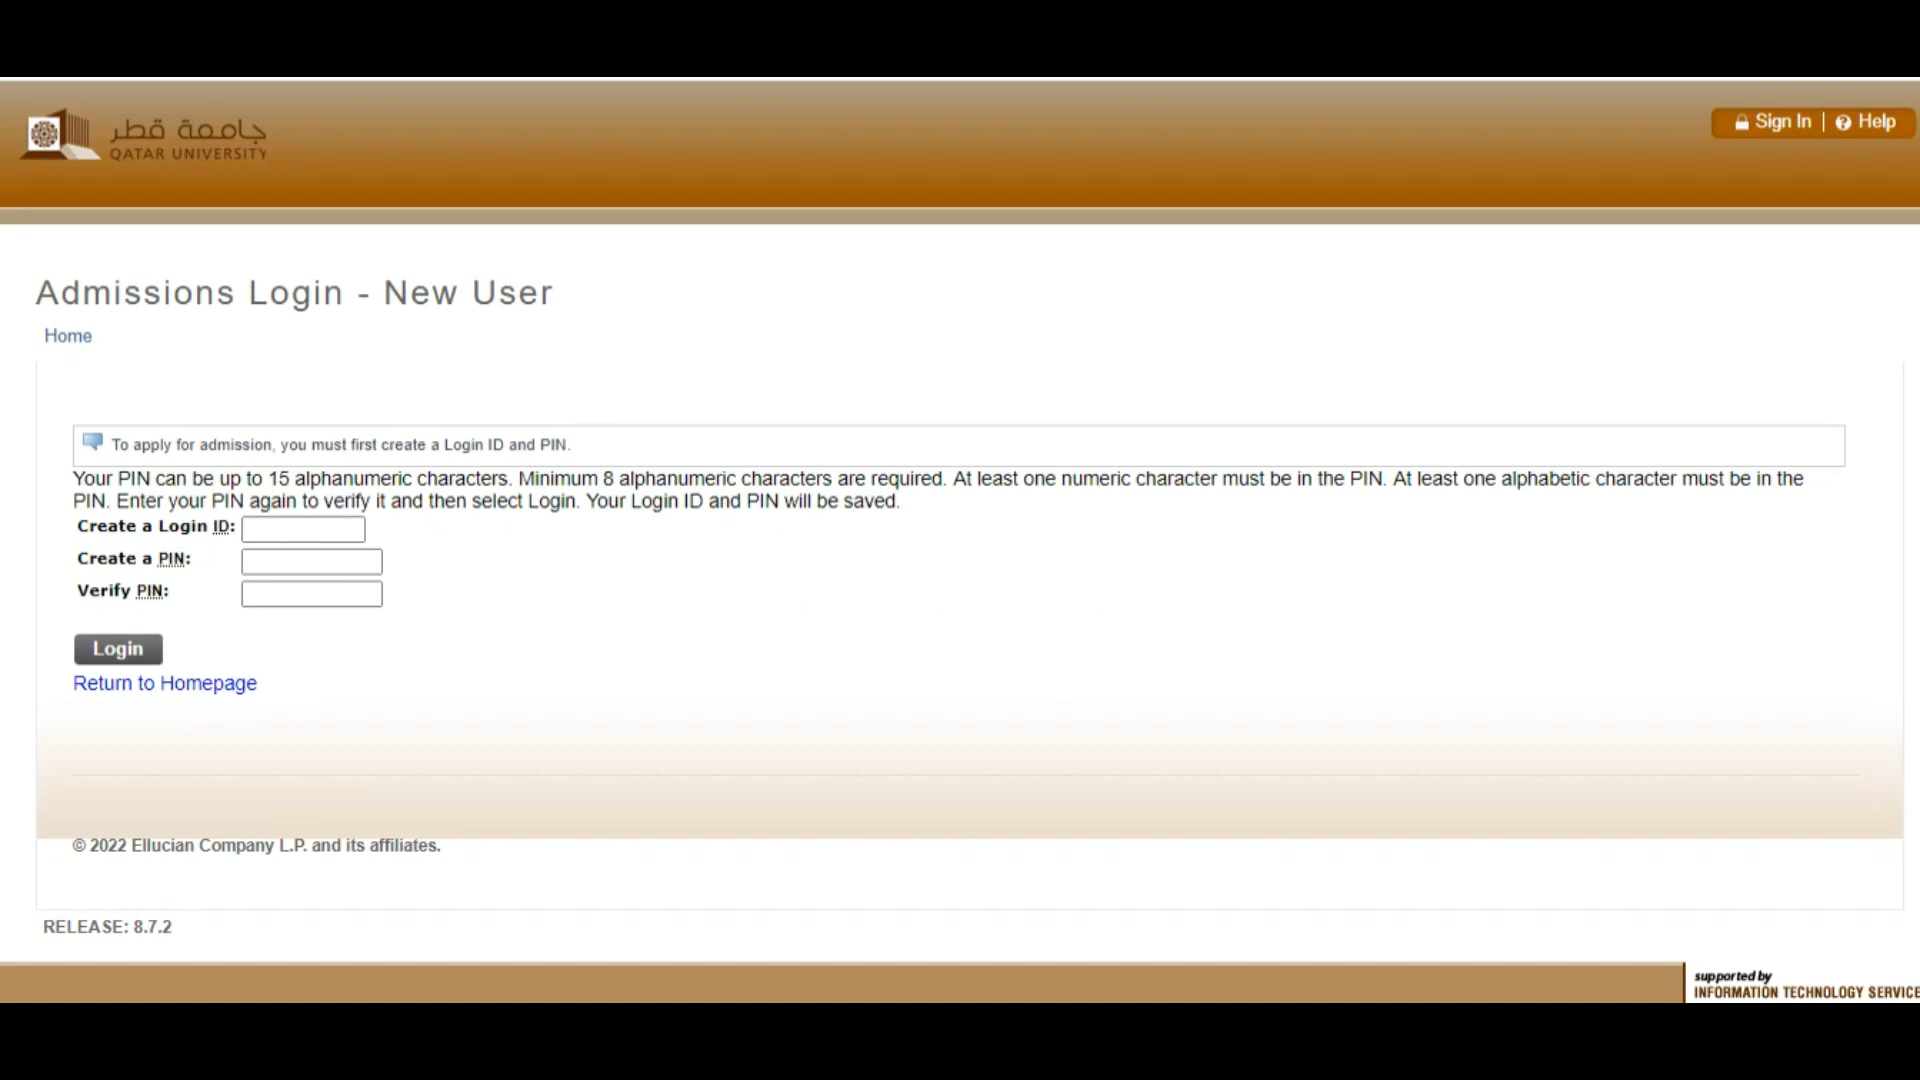 جامعة قطر
QATAR UNIVERSITY
Sign In | Help
Admissions Login - New User
Home
To apply for admission, you must first create a Login ID and PIN.
Your PIN can be up to 15 alphanumeric characters. Minimum 8 alphanumeric characters are required. At least one numeric character must be in the PIN. At least one alphabetic character must be in the
PIN. Enter your PIN again to verify it and then select Login. Your Login ID and PIN will be saved.
Create a Login ID:
Create a PIN:
Verify PIN:
Login
Return to Homepage
© 2022 Ellucian Company L.P. and its affiliates.
RELEASE: 8.7.2
supported by
INFORMATION TECHNOLOGY SERVICE